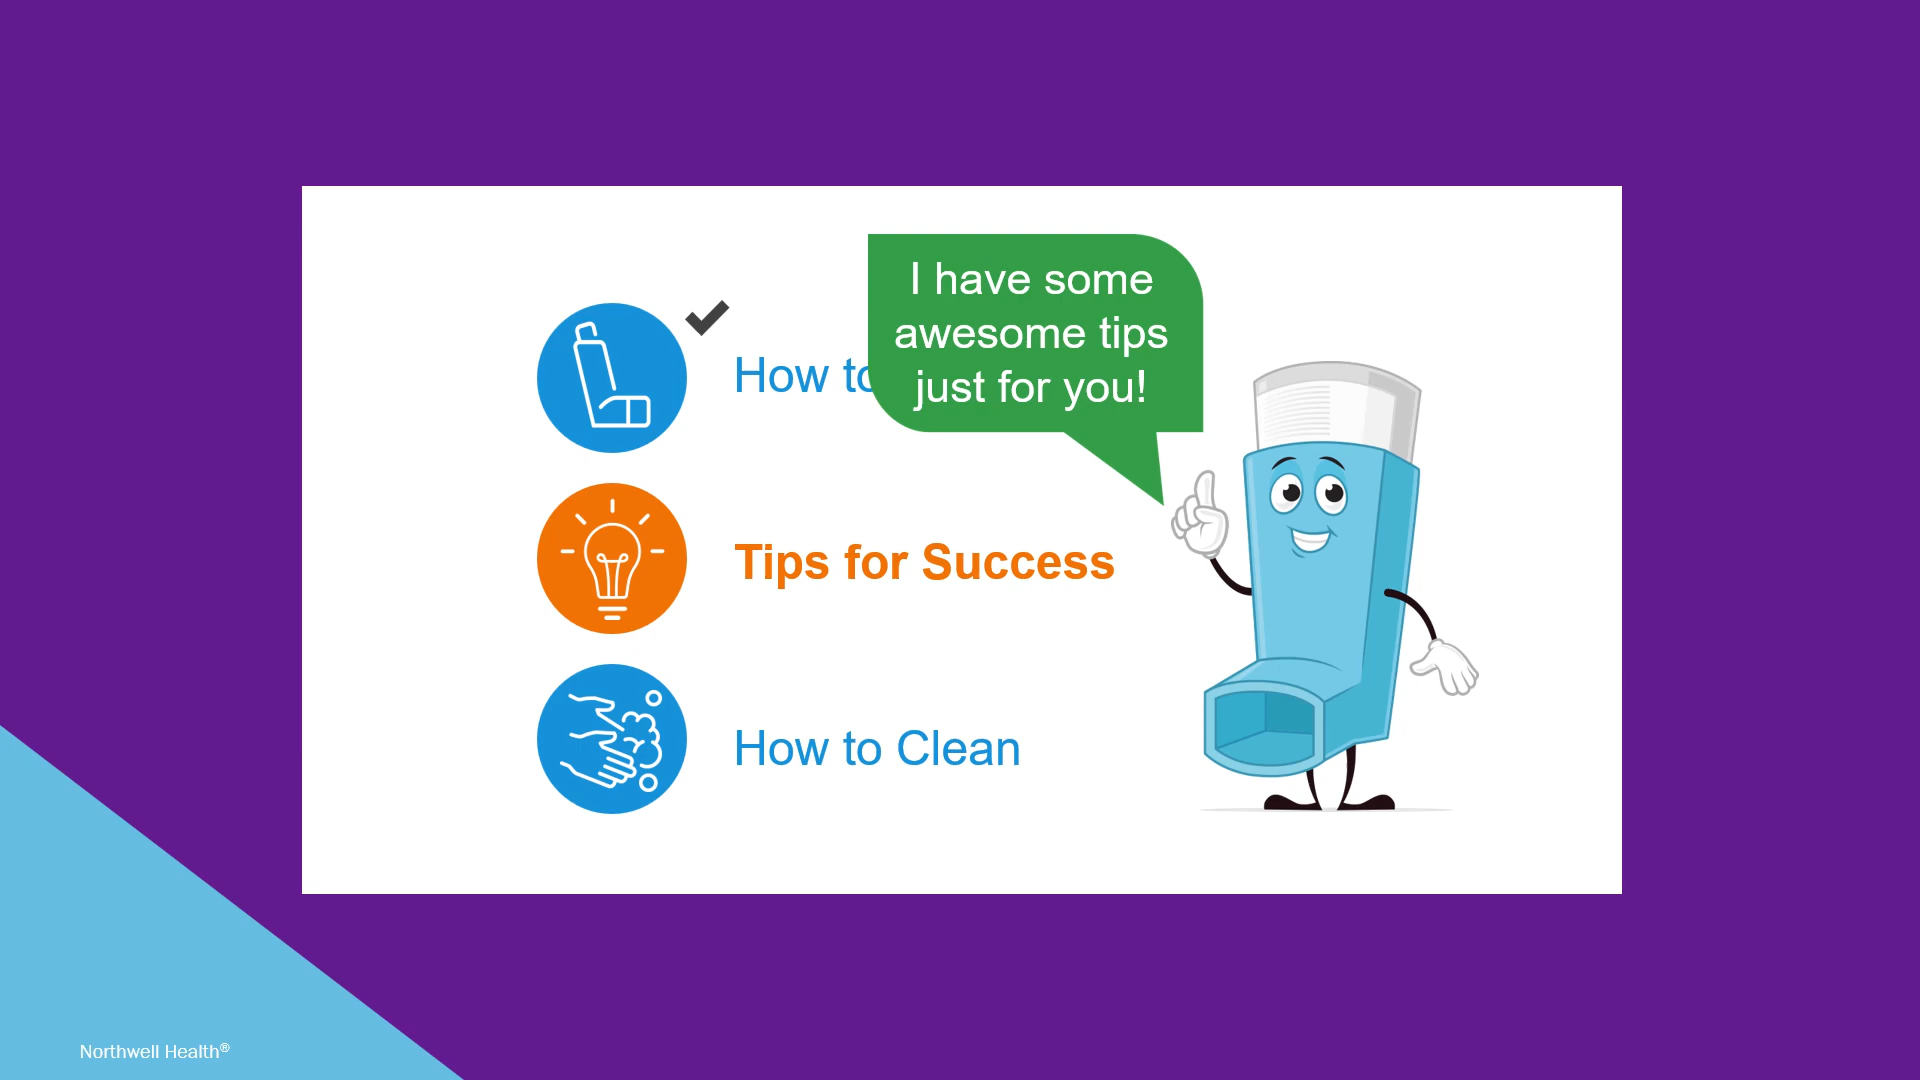 I have some
awesome tips
just for you!
How to
Tips for Success
How to Clean
Northwell Health®